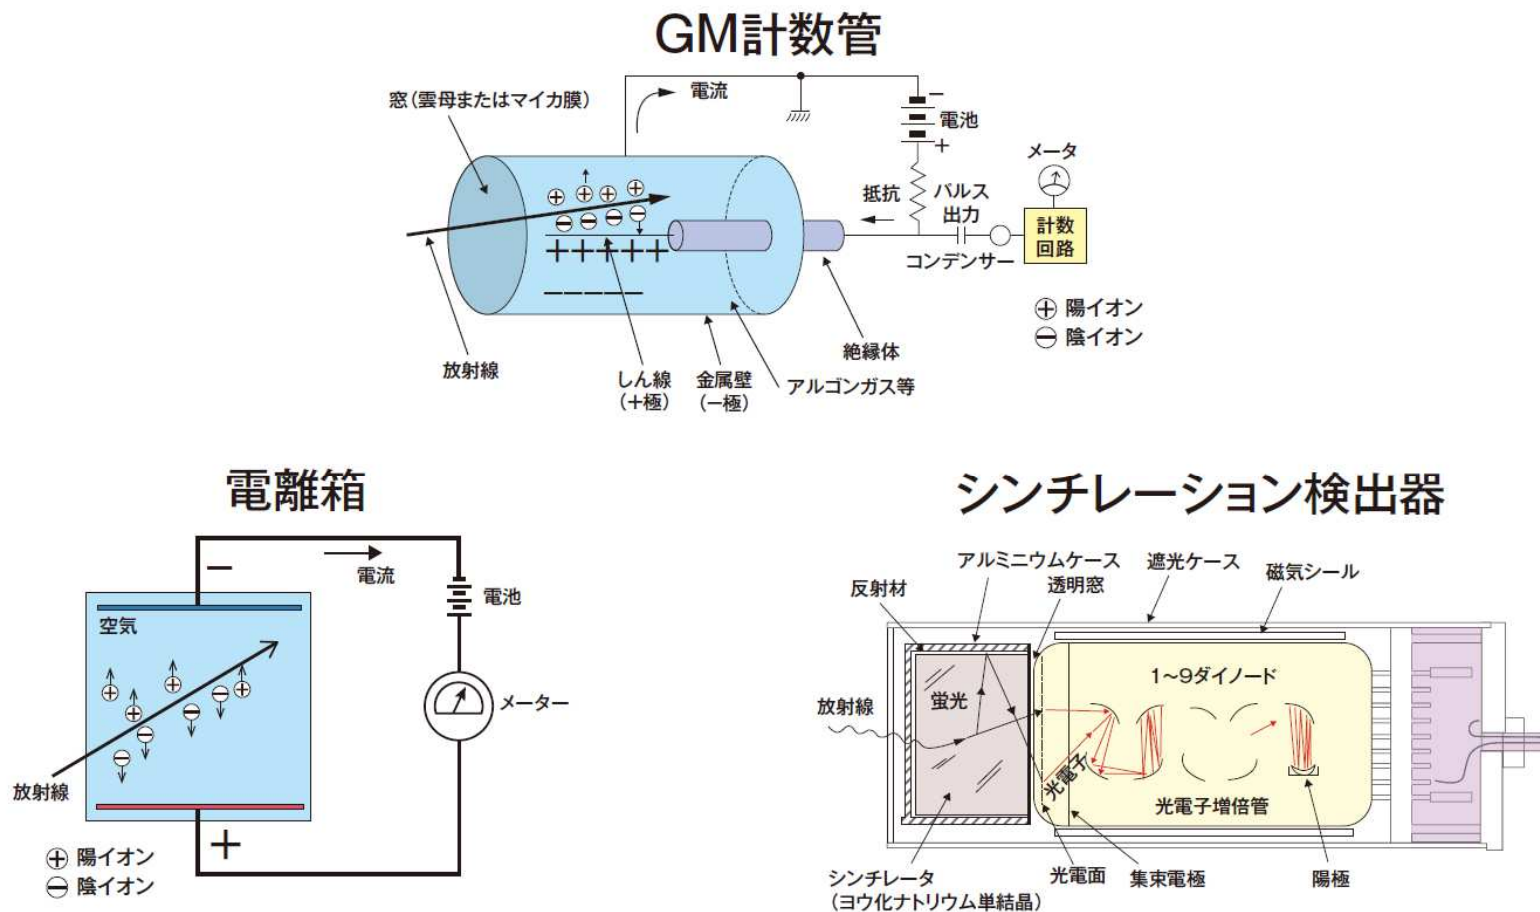 GM計数管
窓（雲母またはマイカ膜）
電流
−
電池
+
メータ
抵抗
パルス
出力
計数
回路
コンデンサー
+ + + + +
− − − − −
+ 陽イオン
− 陰イオン
絶縁体
放射線
しん線
（+極）
金属壁
（−極）
アルゴンガス等
電離箱
−
電流
電池
空気
メーター
放射線
+
+ 陽イオン
− 陰イオン
シンチレーション検出器
アルミニウムケース
遮光ケース
磁気シール
反射材
透明窓
1～9ダイノード
蛍光
放射線
光電子
光電子増倍管
シンチレータ
（ヨウ化ナトリウム単結晶）
光電面
集束電極
陽極